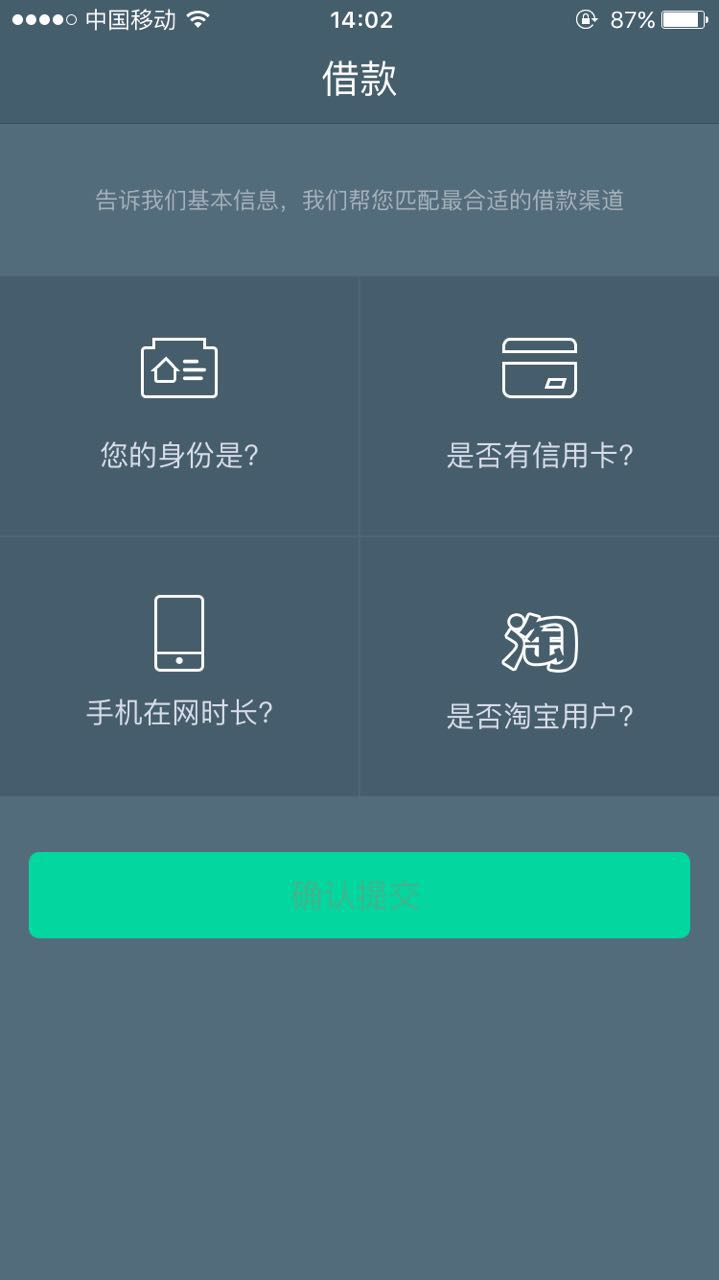 中国移动 14:02 87%
借款
告诉我们基本信息，我们帮您匹配最合适的借款渠道
您的身份是？ 是否有信用卡？
淘
手机在网时长？ 是否淘宝用户？
确认提交